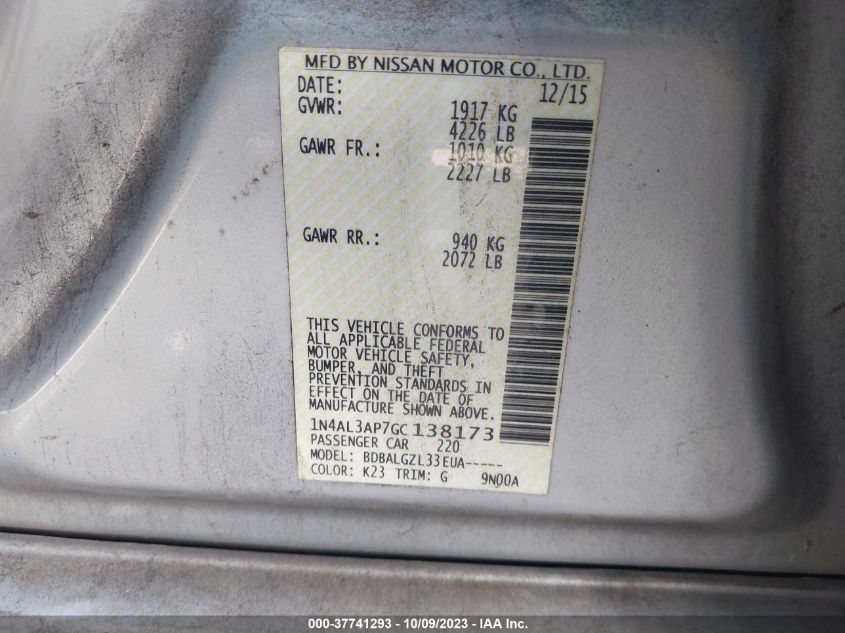 MFD BY NISSAN MOTOR CO., LTD.
DATE: 12/15
GVWR: 1917 KG
4226 LB
GAWR FR.: 1010 KG
2227 LB
GAWR RR.: 940 KG
2072 LB
THIS VEHICLE CONFORMS TO
ALL APPLICABLE FEDERAL
MOTOR VEHICLE SAFETY,
BUMPER, AND THEFT
PREVENTION STANDARDS IN
EFFECT ON THE DATE OF
MANUFACTURE SHOWN ABOVE.
1N4AL3AP7GC138173
PASSENGER CAR 220
MODEL: BDBALGZL33EUA-----
COLOR: K23 TRIM: G 9N00A
000-37741293 - 10/09/2023 - IAA Inc.